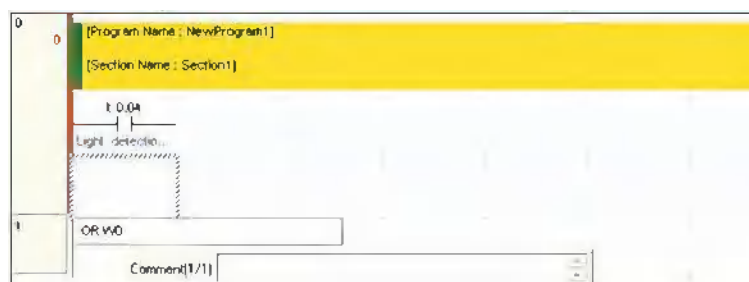 0
0
[Program Name : NewProgram1]
[Section Name : Section1]
I: 0.04
Light detectio...
1
OR W0
Comment(1/1)